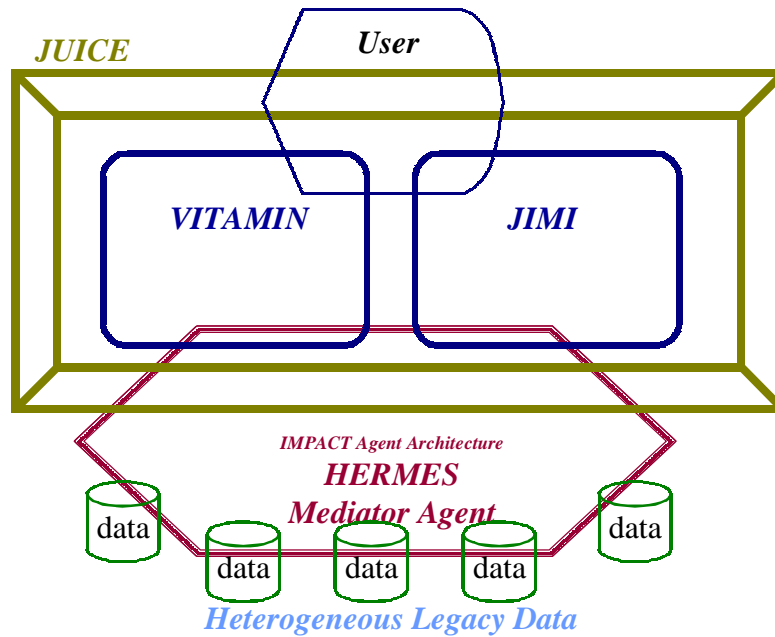 User
JUICE
VITAMIN
JIMI
IMPACT Agent Architecture
HERMES
Mediator Agent
data
data
data
data
data
Heterogeneous Legacy Data